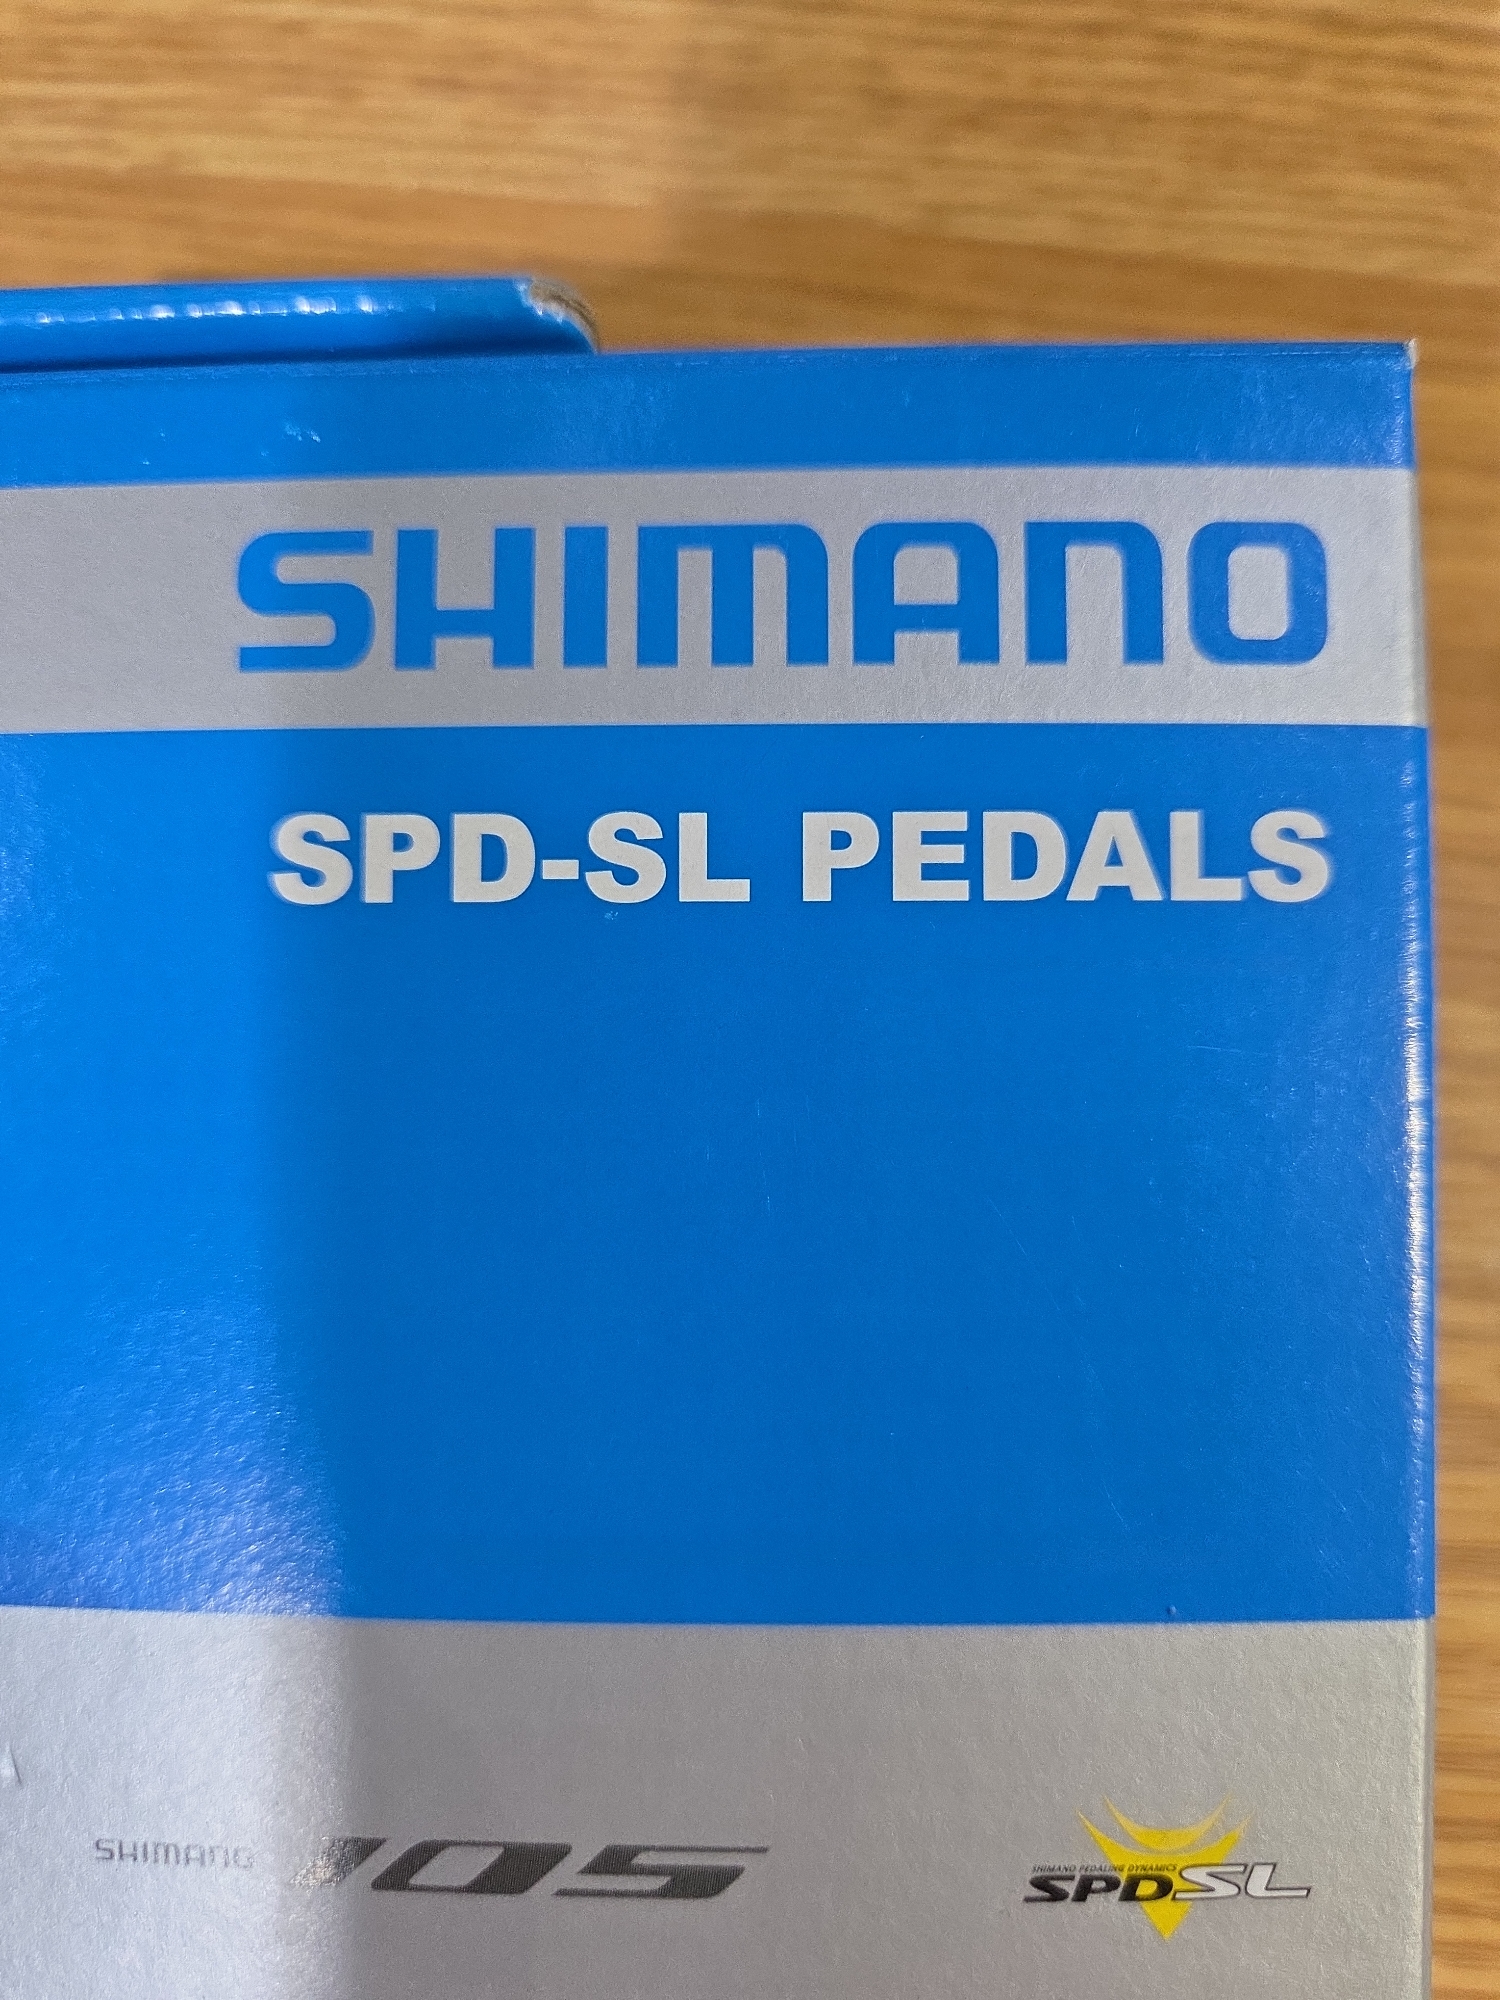 SHIMANO
SPD-SL PEDALS
SHIMANO 105
SHIMANO PEDALING DYNAMICS
SPD-SL